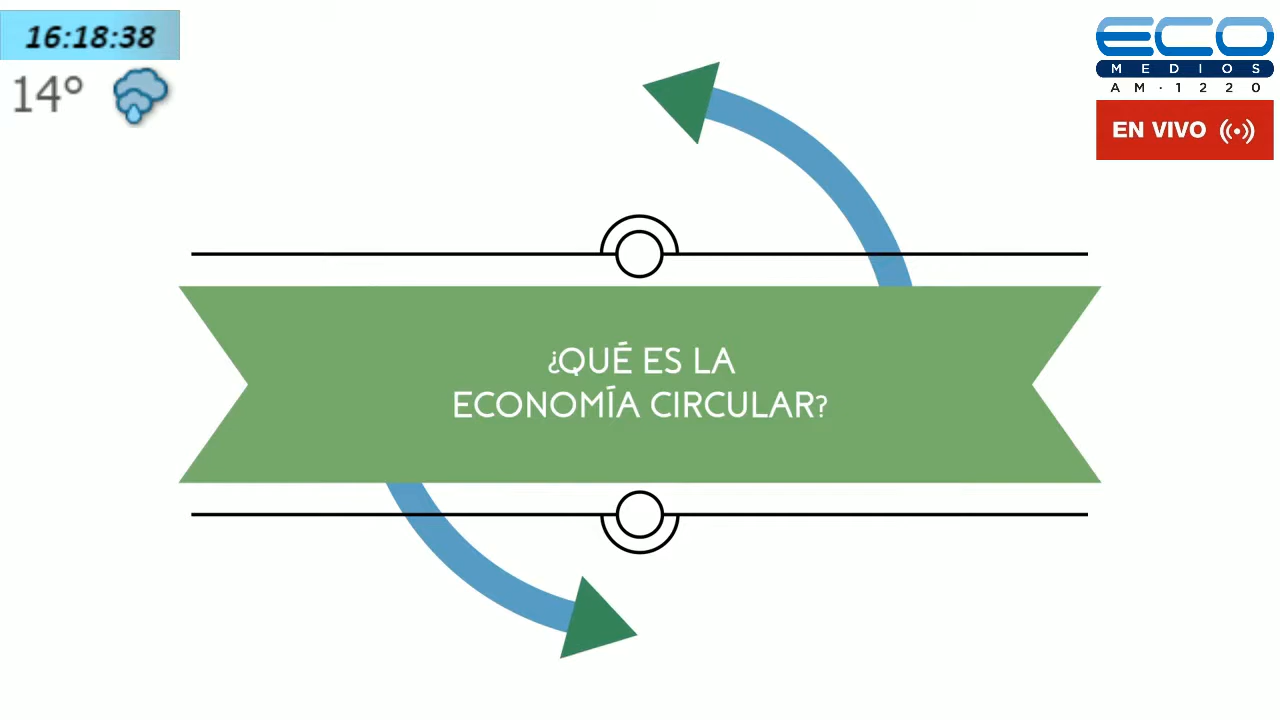 16:18:38
14°
ECO
MEDIOS
AM·1220
EN VIVO
¿QUÉ ES LA
ECONOMÍA CIRCULAR?